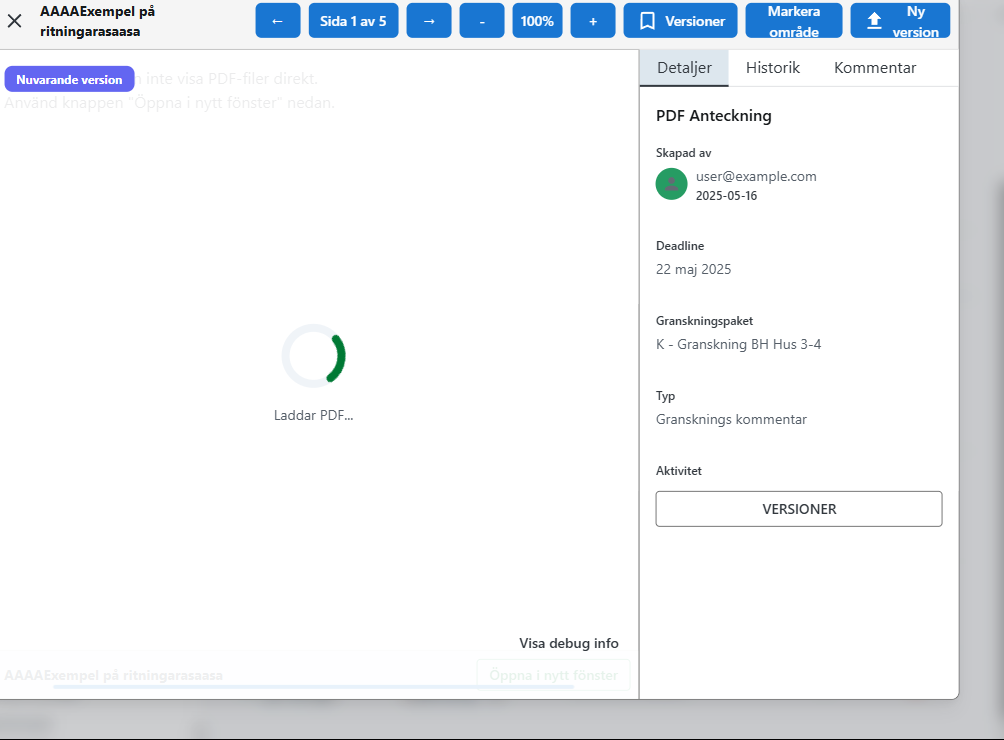 AAAAExempel på
ritningarasaasa
←
Sida 1 av 5
→
-
100%
+
Versioner
Markera
område
Ny
version
Nuvarande version
n inte visa PDF-filer direkt.
Använd knappen "Öppna i nytt fönster" nedan.
Laddar PDF...
Visa debug info
AAAAExempel på ritningarasaasa
Öppna i nytt fönster
Detaljer
Historik
Kommentar
PDF Anteckning
Skapad av
user@example.com
2025-05-16
Deadline
22 maj 2025
Granskningspaket
K - Granskning BH Hus 3-4
Typ
Gransknings kommentar
Aktivitet
VERSIONER